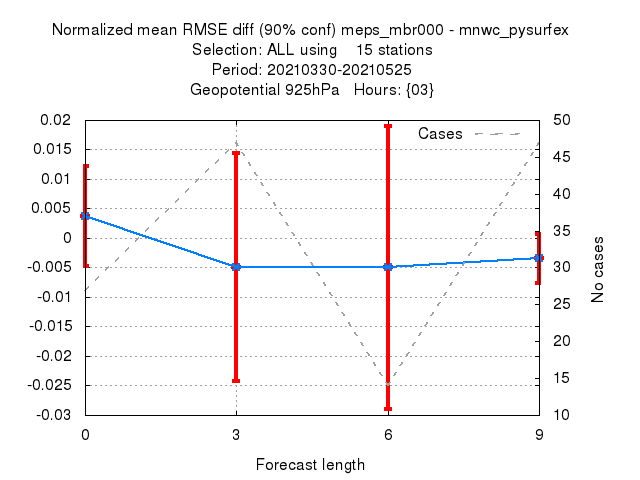 Normalized mean RMSE diff (90% conf) meps_mbr000 - mnwc_pysurfex
Selection: ALL using    15 stations
Period: 20210330-20210525
Geopotential 925hPa   Hours: {03}
Cases
0.02
0.015
0.01
0.005
0
-0.005
-0.01
-0.015
-0.02
-0.025
-0.03
50
45
40
35
30
25
20
15
10
No cases
0 3 6 9
Forecast length